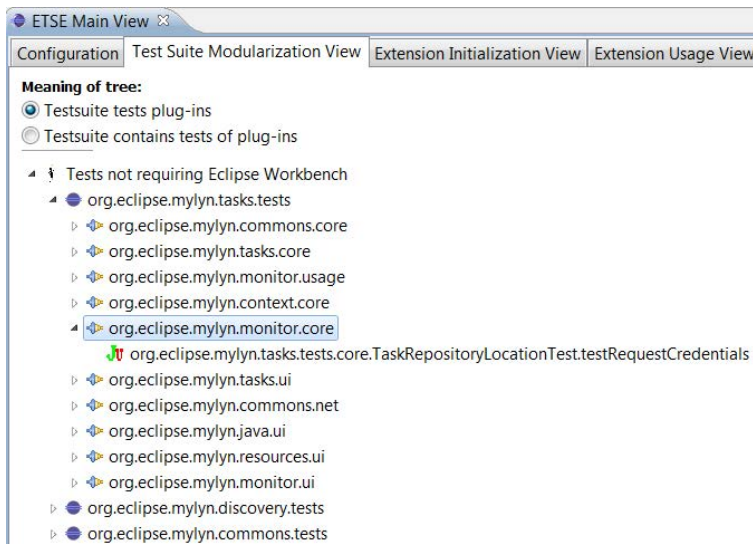 ETSE Main View
Configuration Test Suite Modularization View Extension Initialization View Extension Usage View
Meaning of tree:
Testsuite tests plug-ins
Testsuite contains tests of plug-ins
Tests not requiring Eclipse Workbench
org.eclipse.mylyn.tasks.tests
org.eclipse.mylyn.commons.core
org.eclipse.mylyn.tasks.core
org.eclipse.mylyn.monitor.usage
org.eclipse.mylyn.context.core
org.eclipse.mylyn.monitor.core
org.eclipse.mylyn.tasks.tests.core.TaskRepositoryLocationTest.testRequestCredentials
org.eclipse.mylyn.tasks.ui
org.eclipse.mylyn.commons.net
org.eclipse.mylyn.java.ui
org.eclipse.mylyn.resources.ui
org.eclipse.mylyn.monitor.ui
org.eclipse.mylyn.discovery.tests
org.eclipse.mylyn.commons.tests